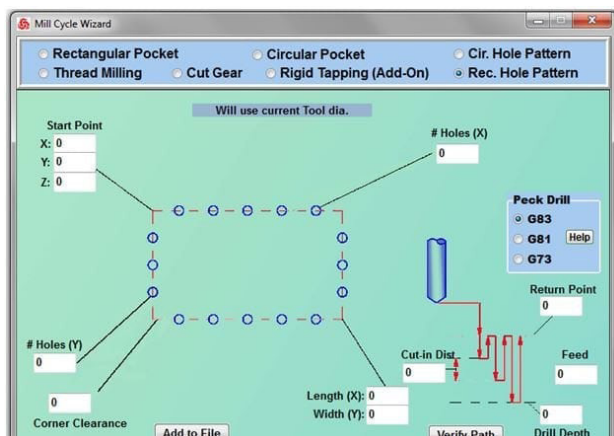 Mill Cycle Wizard
Rectangular Pocket Circular Pocket Cir. Hole Pattern
Thread Milling Cut Gear Rigid Tapping (Add-On) Rec. Hole Pattern
Will use current Tool dia.
Start Point
X: 0
Y: 0
Z: 0
# Holes (X)
0
Peck Drill
G83
G81 Help
G73
Return Point
0
# Holes (Y)
0
Cut-in Dist
0
Feed
0
0
Corner Clearance
Length (X): 0
Width (Y): 0
0
Drill Depth
Add to File Verify Path